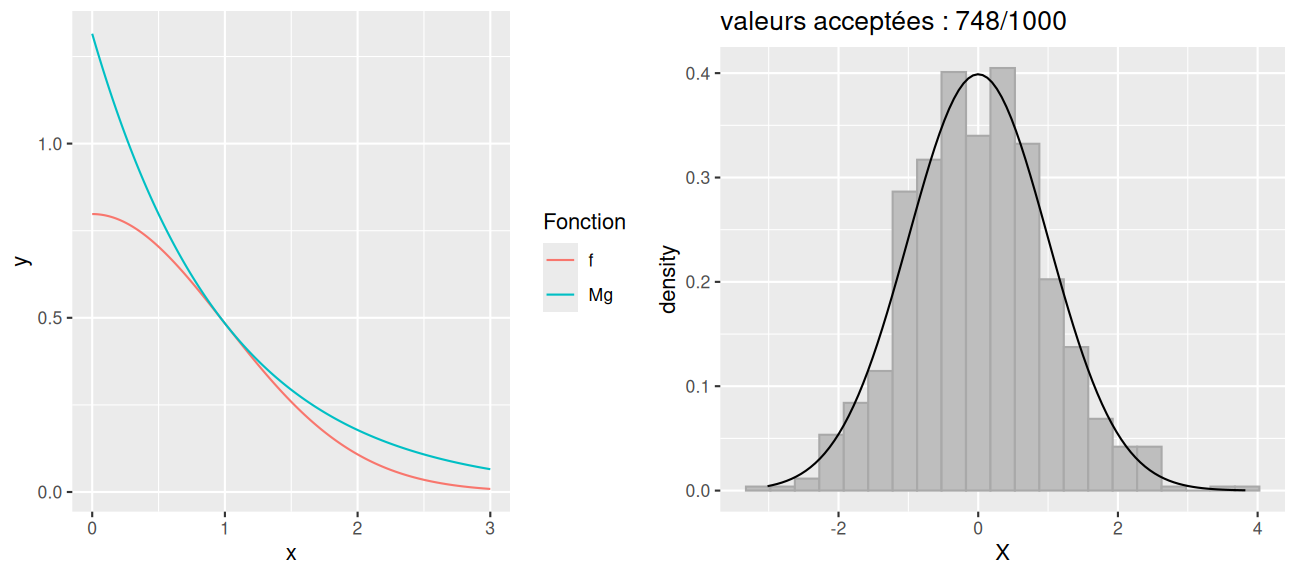 y
1.0
0.5
0.0
0 1 2 3
x
Fonction
f
Mg
valeurs acceptées : 748/1000
density
0.4
0.3
0.2
0.1
0.0
-2 0 2 4
X